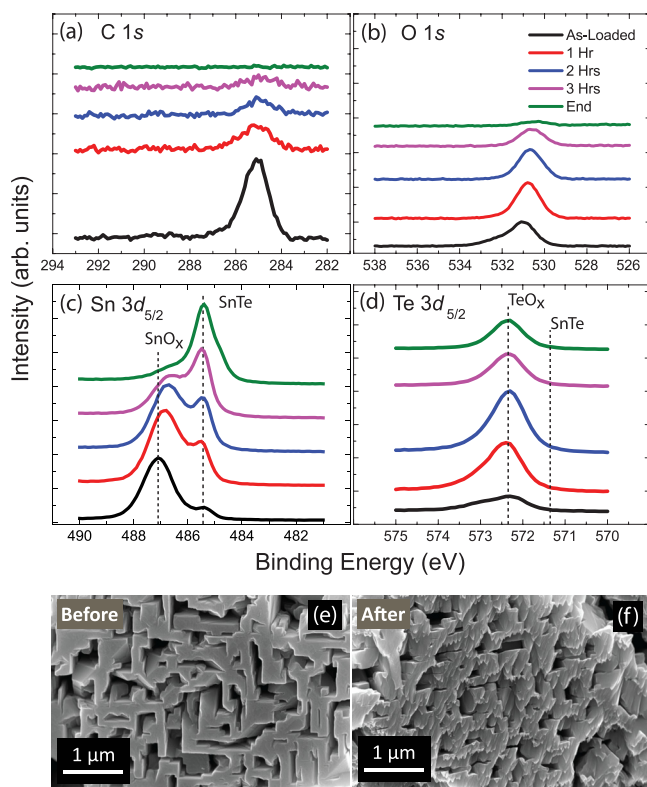 (a) C 1s
294 292 290 288 286 284 282
(b) O 1s
As-Loaded
1 Hr
2 Hrs
3 Hrs
End
538 536 534 532 530 528 526
Intensity (arb. units)
(c) Sn 3d5/2
SnOX
SnTe
490 488 486 484 482
(d) Te 3d5/2
TeOX
SnTe
575 574 573 572 571 570
Binding Energy (eV)
Before
(e)
1 μm
After
(f)
1 μm